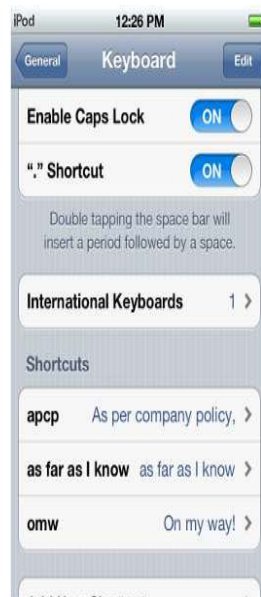 iPod 12:26 PM
General Keyboard Edit
Enable Caps Lock ON
“.” Shortcut ON
Double tapping the space bar will
insert a period followed by a space.
International Keyboards 1
Shortcuts
apcp As per company policy,
as far as I know as far as I know
omw On my way!